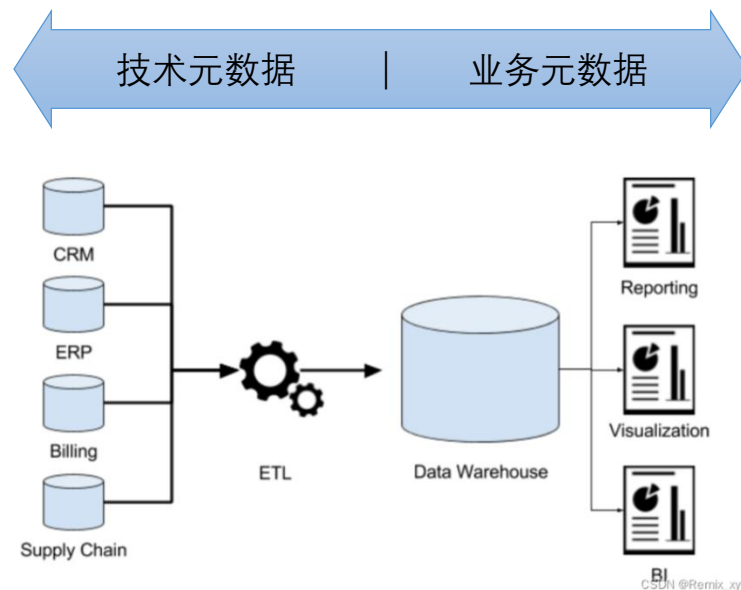 技术元数据 | 业务元数据
CRM
ERP
Billing
Supply Chain
ETL
Data Warehouse
Reporting
Visualization
BI
CSDN @Remix_xy